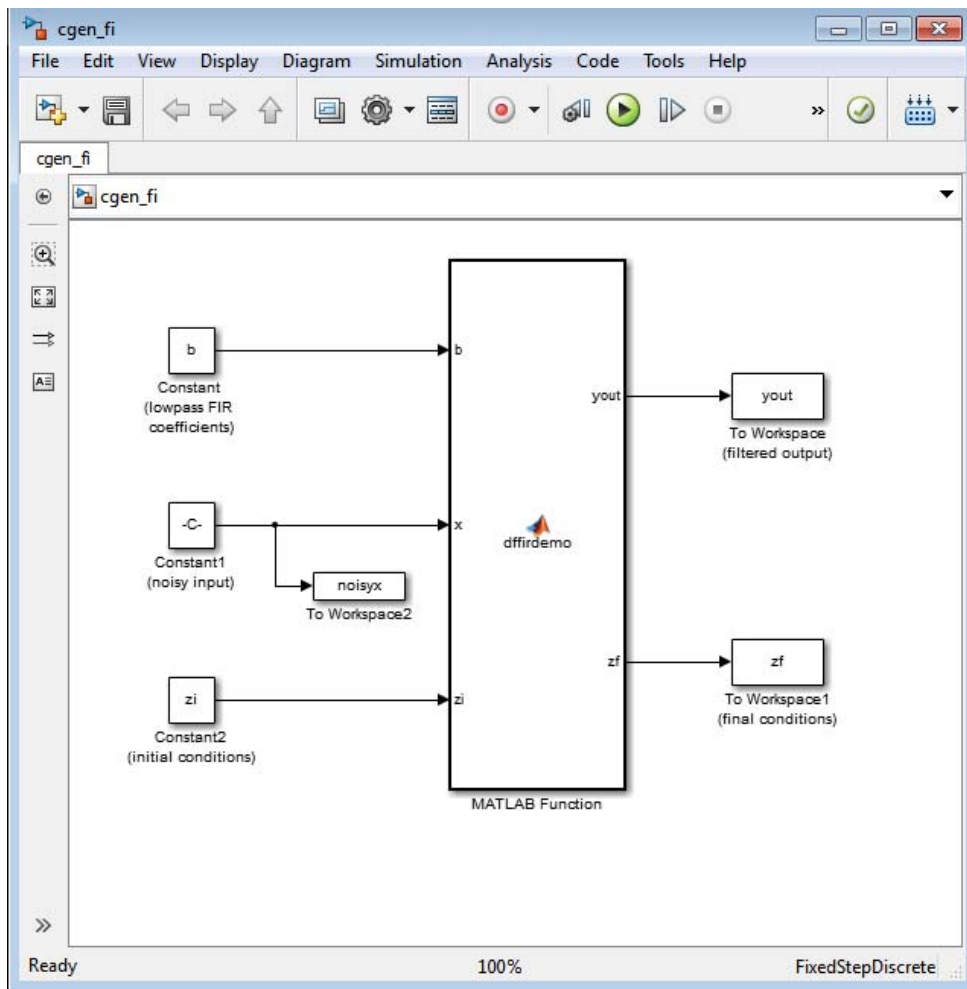 cgen_fi
File Edit View Display Diagram Simulation Analysis Code Tools Help
»
cgen_fi
cgen_fi
b
Constant
(lowpass FIR
coefficients)
b
yout
yout
To Workspace
(filtered output)
-C-
Constant1
(noisy input)
x
dffirdemo
noisyx
To Workspace2
zf
zf
To Workspace1
(final conditions)
zi
Constant2
(initial conditions)
zi
MATLAB Function
»
Ready 100% FixedStepDiscrete